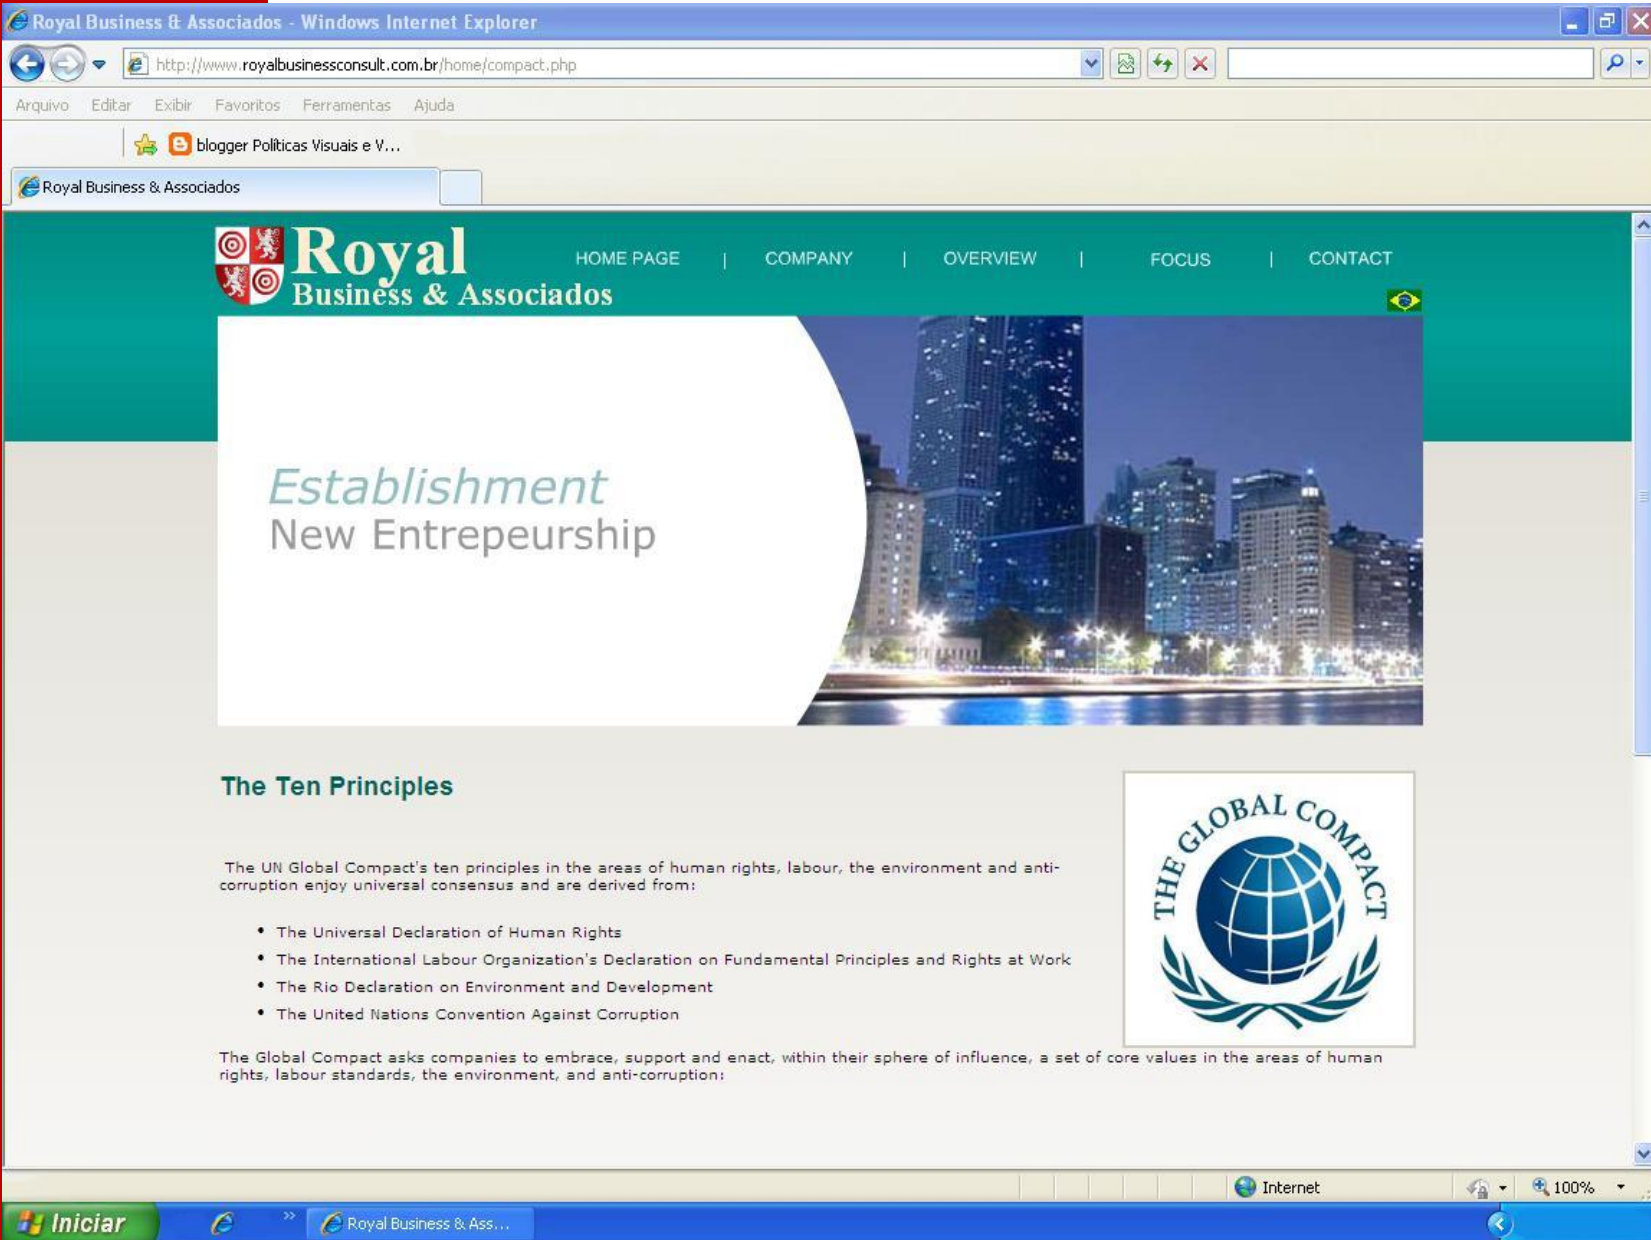 Royal Business & Associados - Windows Internet Explorer
http://www.royalbusinessconsult.com.br/home/compact.php
Arquivo Editar Exibir Favoritos Ferramentas Ajuda
blogger Políticas Visuais e V...
Royal Business & Associados
Royal
Business & Associados
HOME PAGE | COMPANY | OVERVIEW | FOCUS | CONTACT
Establishment
New Entrepeurship
The Ten Principles
THE GLOBAL COMPACT
The UN Global Compact's ten principles in the areas of human rights, labour, the environment and anti-
corruption enjoy universal consensus and are derived from:
• The Universal Declaration of Human Rights
• The International Labour Organization's Declaration on Fundamental Principles and Rights at Work
• The Rio Declaration on Environment and Development
• The United Nations Convention Against Corruption
The Global Compact asks companies to embrace, support and enact, within their sphere of influence, a set of core values in the areas of human
rights, labour standards, the environment, and anti-corruption:
Internet
100%
Iniciar
Royal Business & Ass...